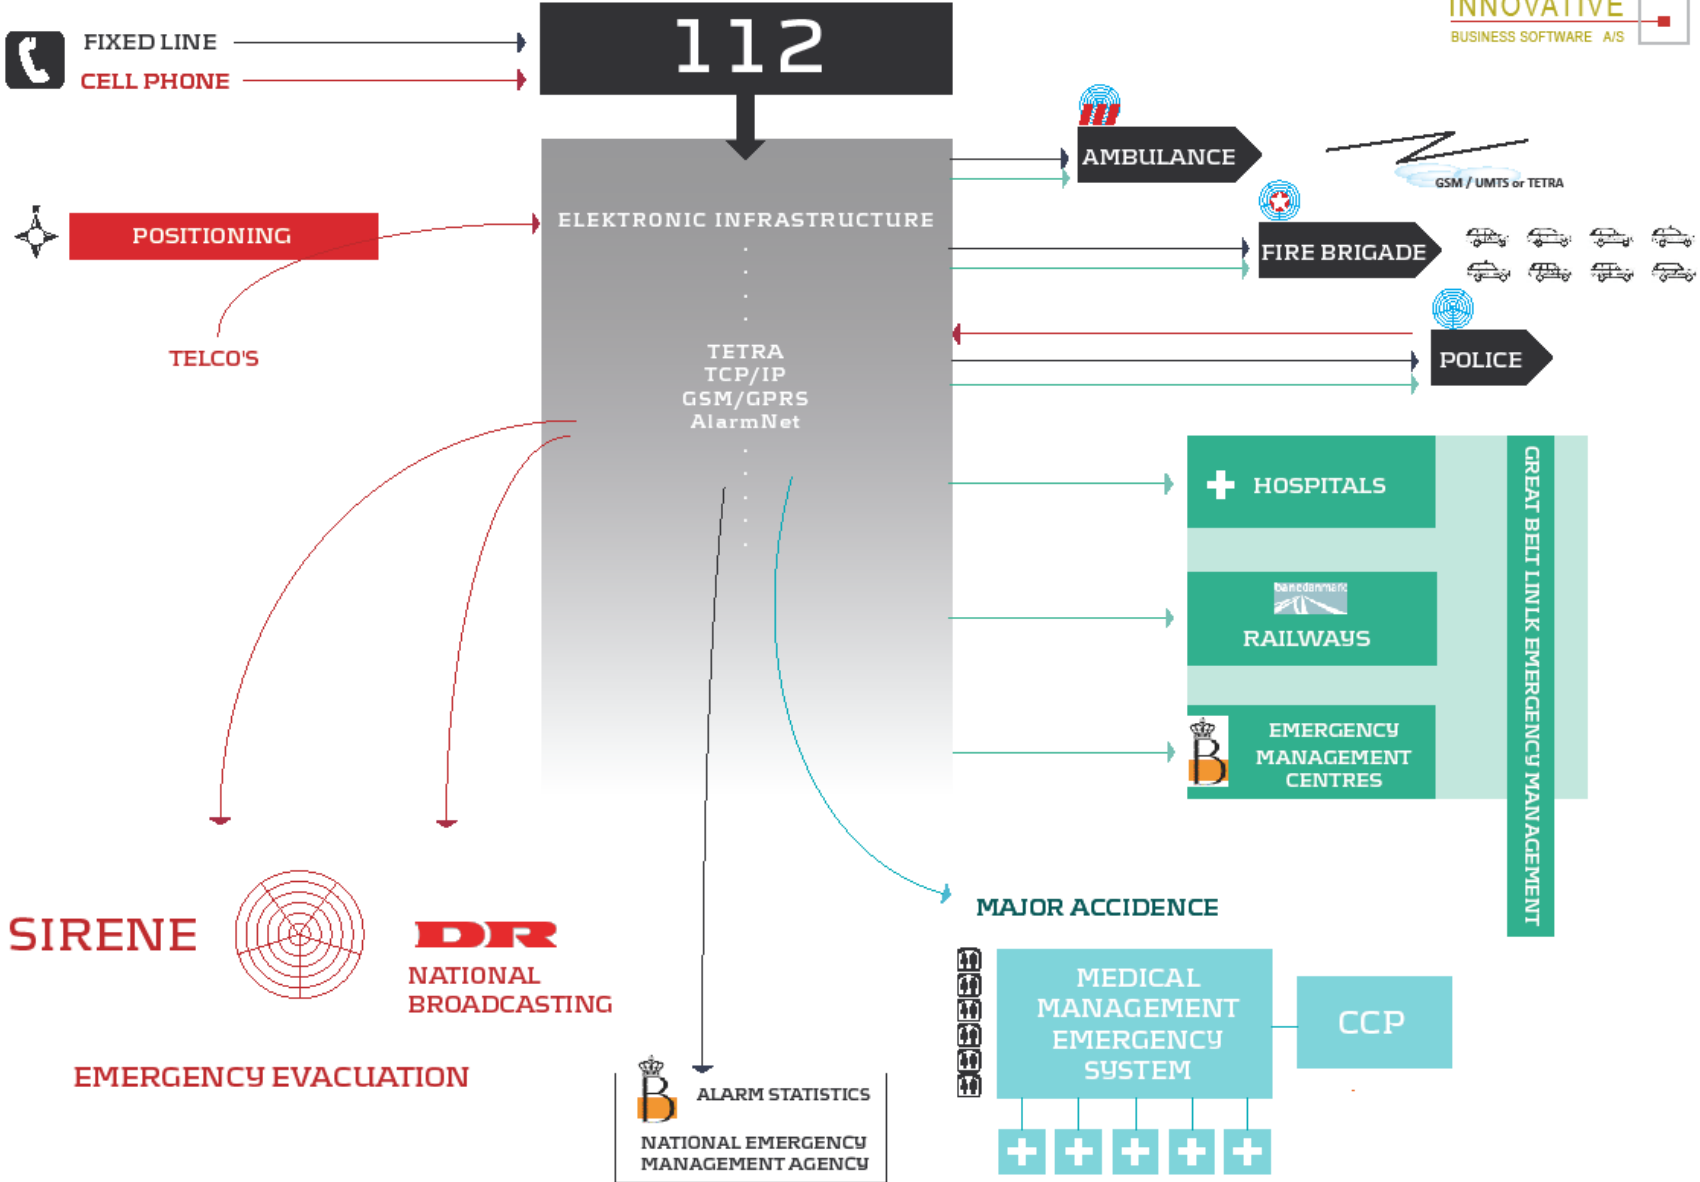 INNOVATIVE
BUSINESS SOFTWARE A/S
FIXED LINE
CELL PHONE
112
AMBULANCE
GSM / UMTS or TETRA
POSITIONING
ELEKTRONIC INFRASTRUCTURE
FIRE BRIGADE
TELCO'S
TETRA
TCP/IP
GSM/GPRS
AlarmNet
POLICE
HOSPITALS
banedanmark
RAILWAYS
B
EMERGENCY
MANAGEMENT
CENTRES
GREAT BELT LINLK EMERGENCY MANAGEMENT
SIRENE
DR
NATIONAL
BROADCASTING
EMERGENCY EVACUATION
B
ALARM STATISTICS
NATIONAL EMERGENCY
MANAGEMENT AGENCY
MAJOR ACCIDENCE
MEDICAL
MANAGEMENT
EMERGENCY
SYSTEM
CCP